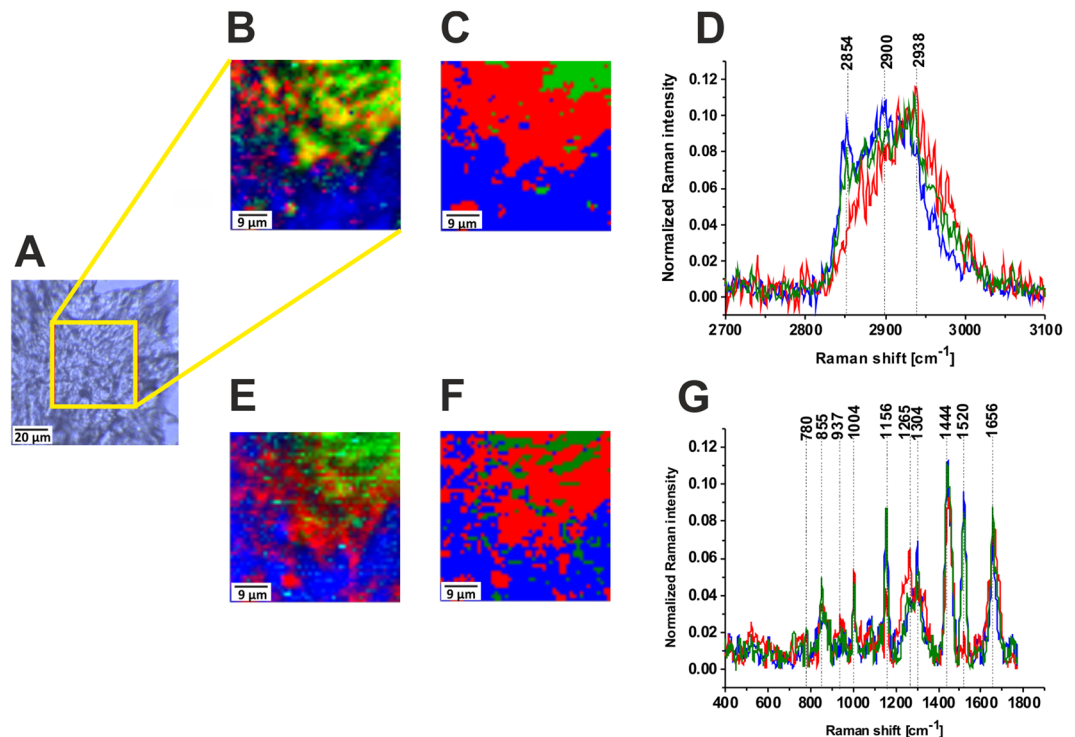 A
20 µm
B
9 µm
C
9 µm
D
2854
2900
2938
Normalized Raman intensity
0.12
0.10
0.08
0.06
0.04
0.02
0.00
2700
2800
2900
3000
3100
Raman shift [cm⁻¹]
E
9 µm
F
9 µm
G
780
855
937
1004
1156
1265
1304
1444
1520
1656
Normalized Raman intensity
0.12
0.10
0.08
0.06
0.04
0.02
0.00
400
600
800
1000
1200
1400
1600
1800
Raman shift [cm⁻¹]